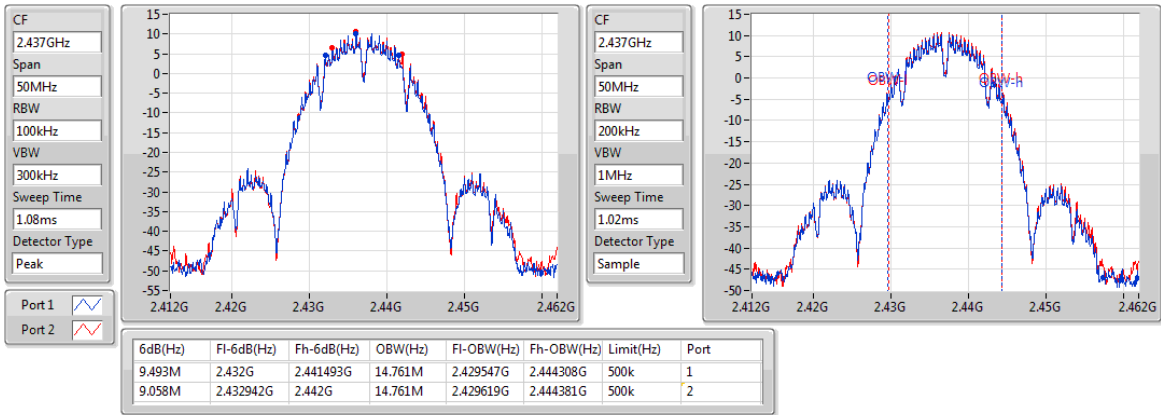 CF
2.437GHz
Span
50MHz
RBW
100kHz
VBW
300kHz
Sweep Time
1.08ms
Detector Type
Peak
Port 1
Port 2
15
10
5
0
-5
-10
-15
-20
-25
-30
-35
-40
-45
-50
-55
2.412G 2.42G 2.43G 2.44G 2.45G 2.462G
CF
2.437GHz
Span
50MHz
RBW
200kHz
VBW
1MHz
Sweep Time
1.02ms
Detector Type
Sample
15
10
5
0
-5
-10
-15
-20
-25
-30
-35
-40
-45
-50
OBW-h
2.412G 2.42G 2.43G 2.44G 2.45G 2.462G
6dB(Hz) Fl-6dB(Hz) Fh-6dB(Hz) OBW(Hz) Fl-OBW(Hz) Fh-OBW(Hz) Limit(Hz) Port
9.493M 2.432G 2.441493G 14.761M 2.429547G 2.444308G 500k 1
9.058M 2.432942G 2.442G 14.761M 2.429619G 2.444381G 500k 2